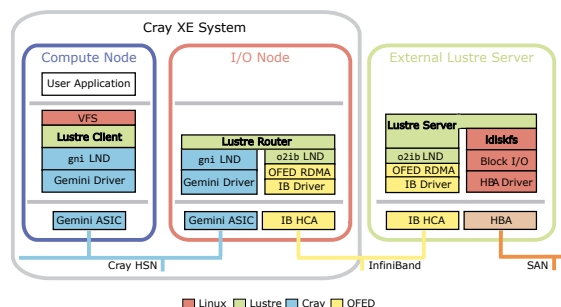 Cray XE System
Compute Node
I/O Node
External Lustre Server
User Application
VFS
Lustre Client
gni LND
Gemini Driver
Lustre Router
gni LND
o2ib LND
OFED RDMA
Gemini Driver
IB Driver
Lustre Server
ldiskfs
o2ib LND
Block I/O
OFED RDMA
IB Driver
HBA Driver
Gemini ASIC
Gemini ASIC
IB HCA
IB HCA
HBA
Cray HSN
InfiniBand
SAN
Linux Lustre Cray OFED